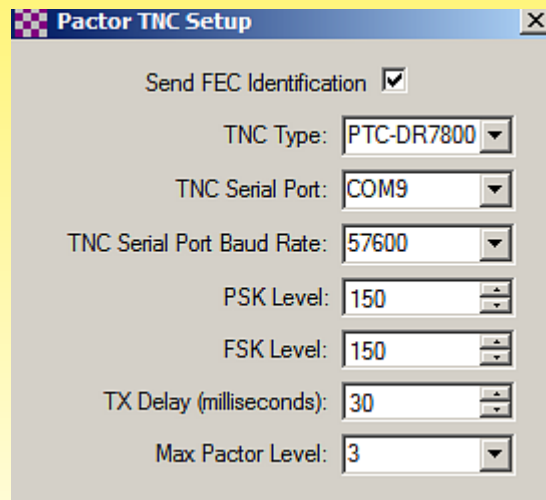 Pactor TNC Setup
Send FEC Identification
TNC Type: PTC-DR7800
TNC Serial Port: COM9
TNC Serial Port Baud Rate: 57600
PSK Level: 150
FSK Level: 150
TX Delay (milliseconds): 30
Max Pactor Level: 3